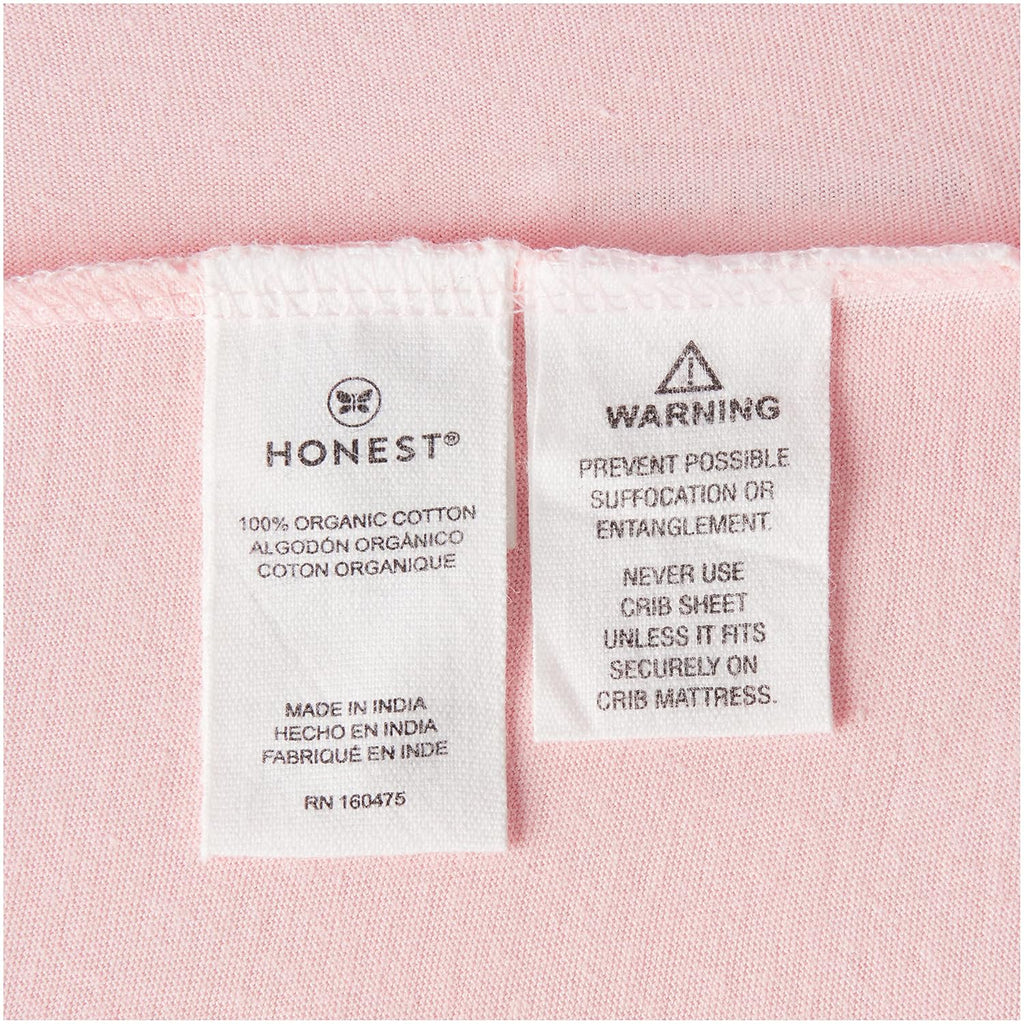 HONEST®
100% ORGANIC COTTON
ALGODÓN ORGÁNICO
COTON ORGANIQUE
MADE IN INDIA
HECHO EN INDIA
FABRIQUÉ EN INDE
RN 160475
WARNING
PREVENT POSSIBLE
SUFFOCATION OR
ENTANGLEMENT.
NEVER USE
CRIB SHEET
UNLESS IT FITS
SECURELY ON
CRIB MATTRESS.